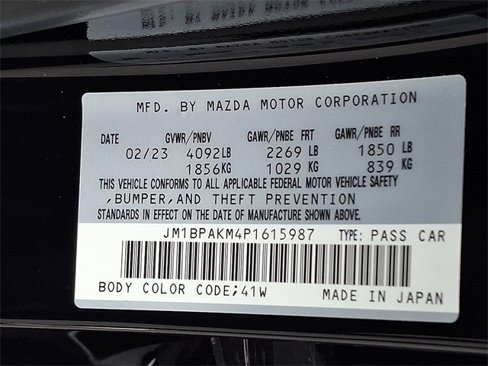 MFD. BY MAZDA MOTOR CORPORATION
DATE GVWR/PNBV GAWR/PNBE FRT GAWR/PNBE RR
02/23 4092LB 2269 LB 1850 LB
1856KG 1029 KG 839 KG
THIS VEHICLE CONFORMS TO ALL APPLICABLE FEDERAL MOTOR VEHICLE SAFETY
,BUMPER,AND THEFT PREVENTION
STANDARDS IN EFFECT ON THE DATE OF MANUFACTURE SHOWN ABOVE.
JM1BPAKM4P1615987 TYPE: PASS CAR
BODY COLOR CODE;41W MADE IN JAPAN